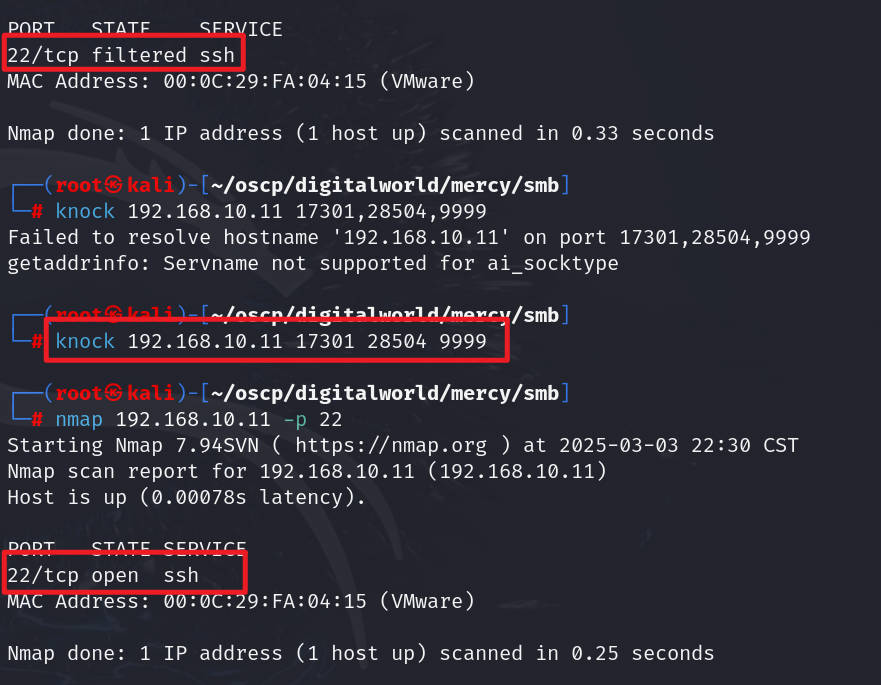 PORT   STATE    SERVICE
22/tcp filtered ssh
MAC Address: 00:0C:29:FA:04:15 (VMware)
Nmap done: 1 IP address (1 host up) scanned in 0.33 seconds
┌──(root㉿kali)-[~/oscp/digitalworld/mercy/smb]
└─# knock 192.168.10.11 17301,28504,9999
Failed to resolve hostname '192.168.10.11' on port 17301,28504,9999
getaddrinfo: Servname not supported for ai_socktype
┌──(root㉿kali)-[~/oscp/digitalworld/mercy/smb]
└─# knock 192.168.10.11 17301 28504 9999
┌──(root㉿kali)-[~/oscp/digitalworld/mercy/smb]
└─# nmap 192.168.10.11 -p 22
Starting Nmap 7.94SVN ( https://nmap.org ) at 2025-03-03 22:30 CST
Nmap scan report for 192.168.10.11 (192.168.10.11)
Host is up (0.00078s latency).
PORT   STATE SERVICE
22/tcp open  ssh
MAC Address: 00:0C:29:FA:04:15 (VMware)
Nmap done: 1 IP address (1 host up) scanned in 0.25 seconds